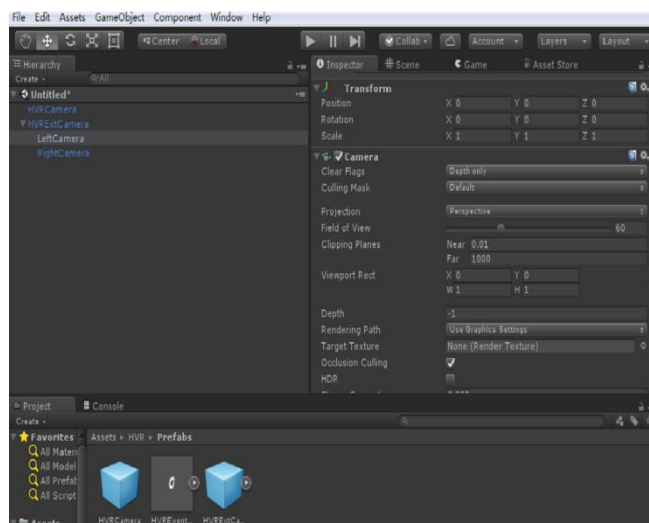 File Edit Assets GameObject Component Window Help
Center Local Collab Account Layers Layout
Hierarchy
Create All
Untitled*
HVRCamera
HVRExtCamera
LeftCamera
RightCamera
Inspector Scene Game Asset Store
Transform
Position X 0 Y 0 Z 0
Rotation X 0 Y 0 Z 0
Scale X 1 Y 1 Z 1
Camera
Clear Flags Depth only
Culling Mask Default
Projection Perspective
Field of View 60
Clipping Planes Near 0.01
Far 1000
Viewport Rect X 0 Y 0
W 1 H 1
Depth -1
Rendering Path Use Graphics Settings
Target Texture None (Render Texture)
Occlusion Culling
HDR
Project Console
Create
Favorites Assets HVR Prefabs
All Materi
All Model
All Prefat
All Script
Assets
HVRCamera HVREvent... HVRExtCa...